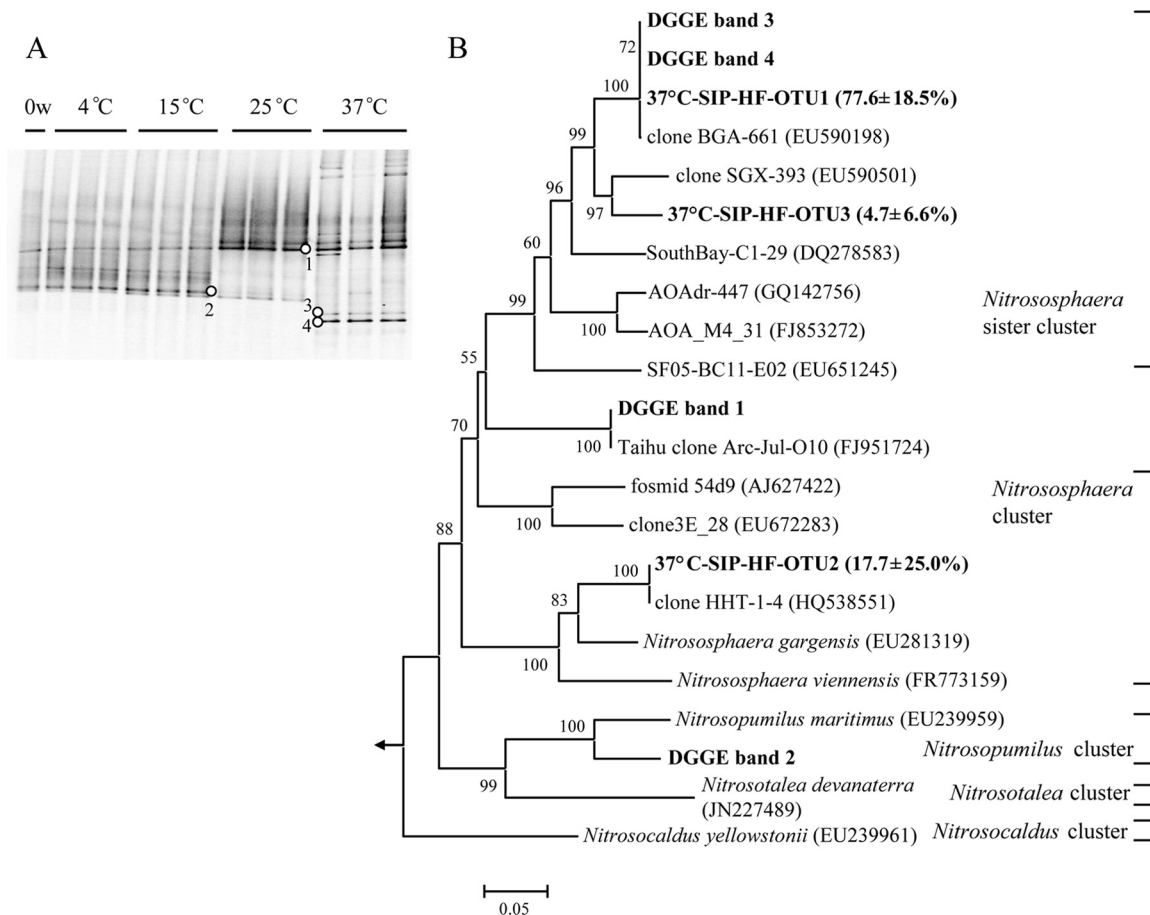 A
0w 4°C 15°C 25°C 37°C
1
2
3
4
B
DGGE band 3
72
DGGE band 4
100
37°C-SIP-HF-OTU1 (77.6±18.5%)
99
clone BGA-661 (EU590198)
clone SGX-393 (EU590501)
96
97
37°C-SIP-HF-OTU3 (4.7±6.6%)
60
SouthBay-C1-29 (DQ278583)
AOAdr-447 (GQ142756)
99
100
AOA_M4_31 (FJ853272)
Nitrososphaera
sister cluster
55
SF05-BC11-E02 (EU651245)
DGGE band 1
70
100
Taihu clone Arc-Jul-O10 (FJ951724)
fosmid 54d9 (AJ627422)
Nitrososphaera
cluster
88
100
clone3E_28 (EU672283)
37°C-SIP-HF-OTU2 (17.7±25.0%)
100
83
clone HHT-1-4 (HQ538551)
Nitrososphaera gargensis (EU281319)
100
Nitrososphaera viennensis (FR773159)
100
Nitrosopumilus maritimus (EU239959)
DGGE band 2
Nitrosopumilus cluster
99
Nitrosotalea devanaterra
(JN227489)
Nitrosotalea cluster
Nitrosocaldus yellowstonii (EU239961)
Nitrosocaldus cluster
0.05